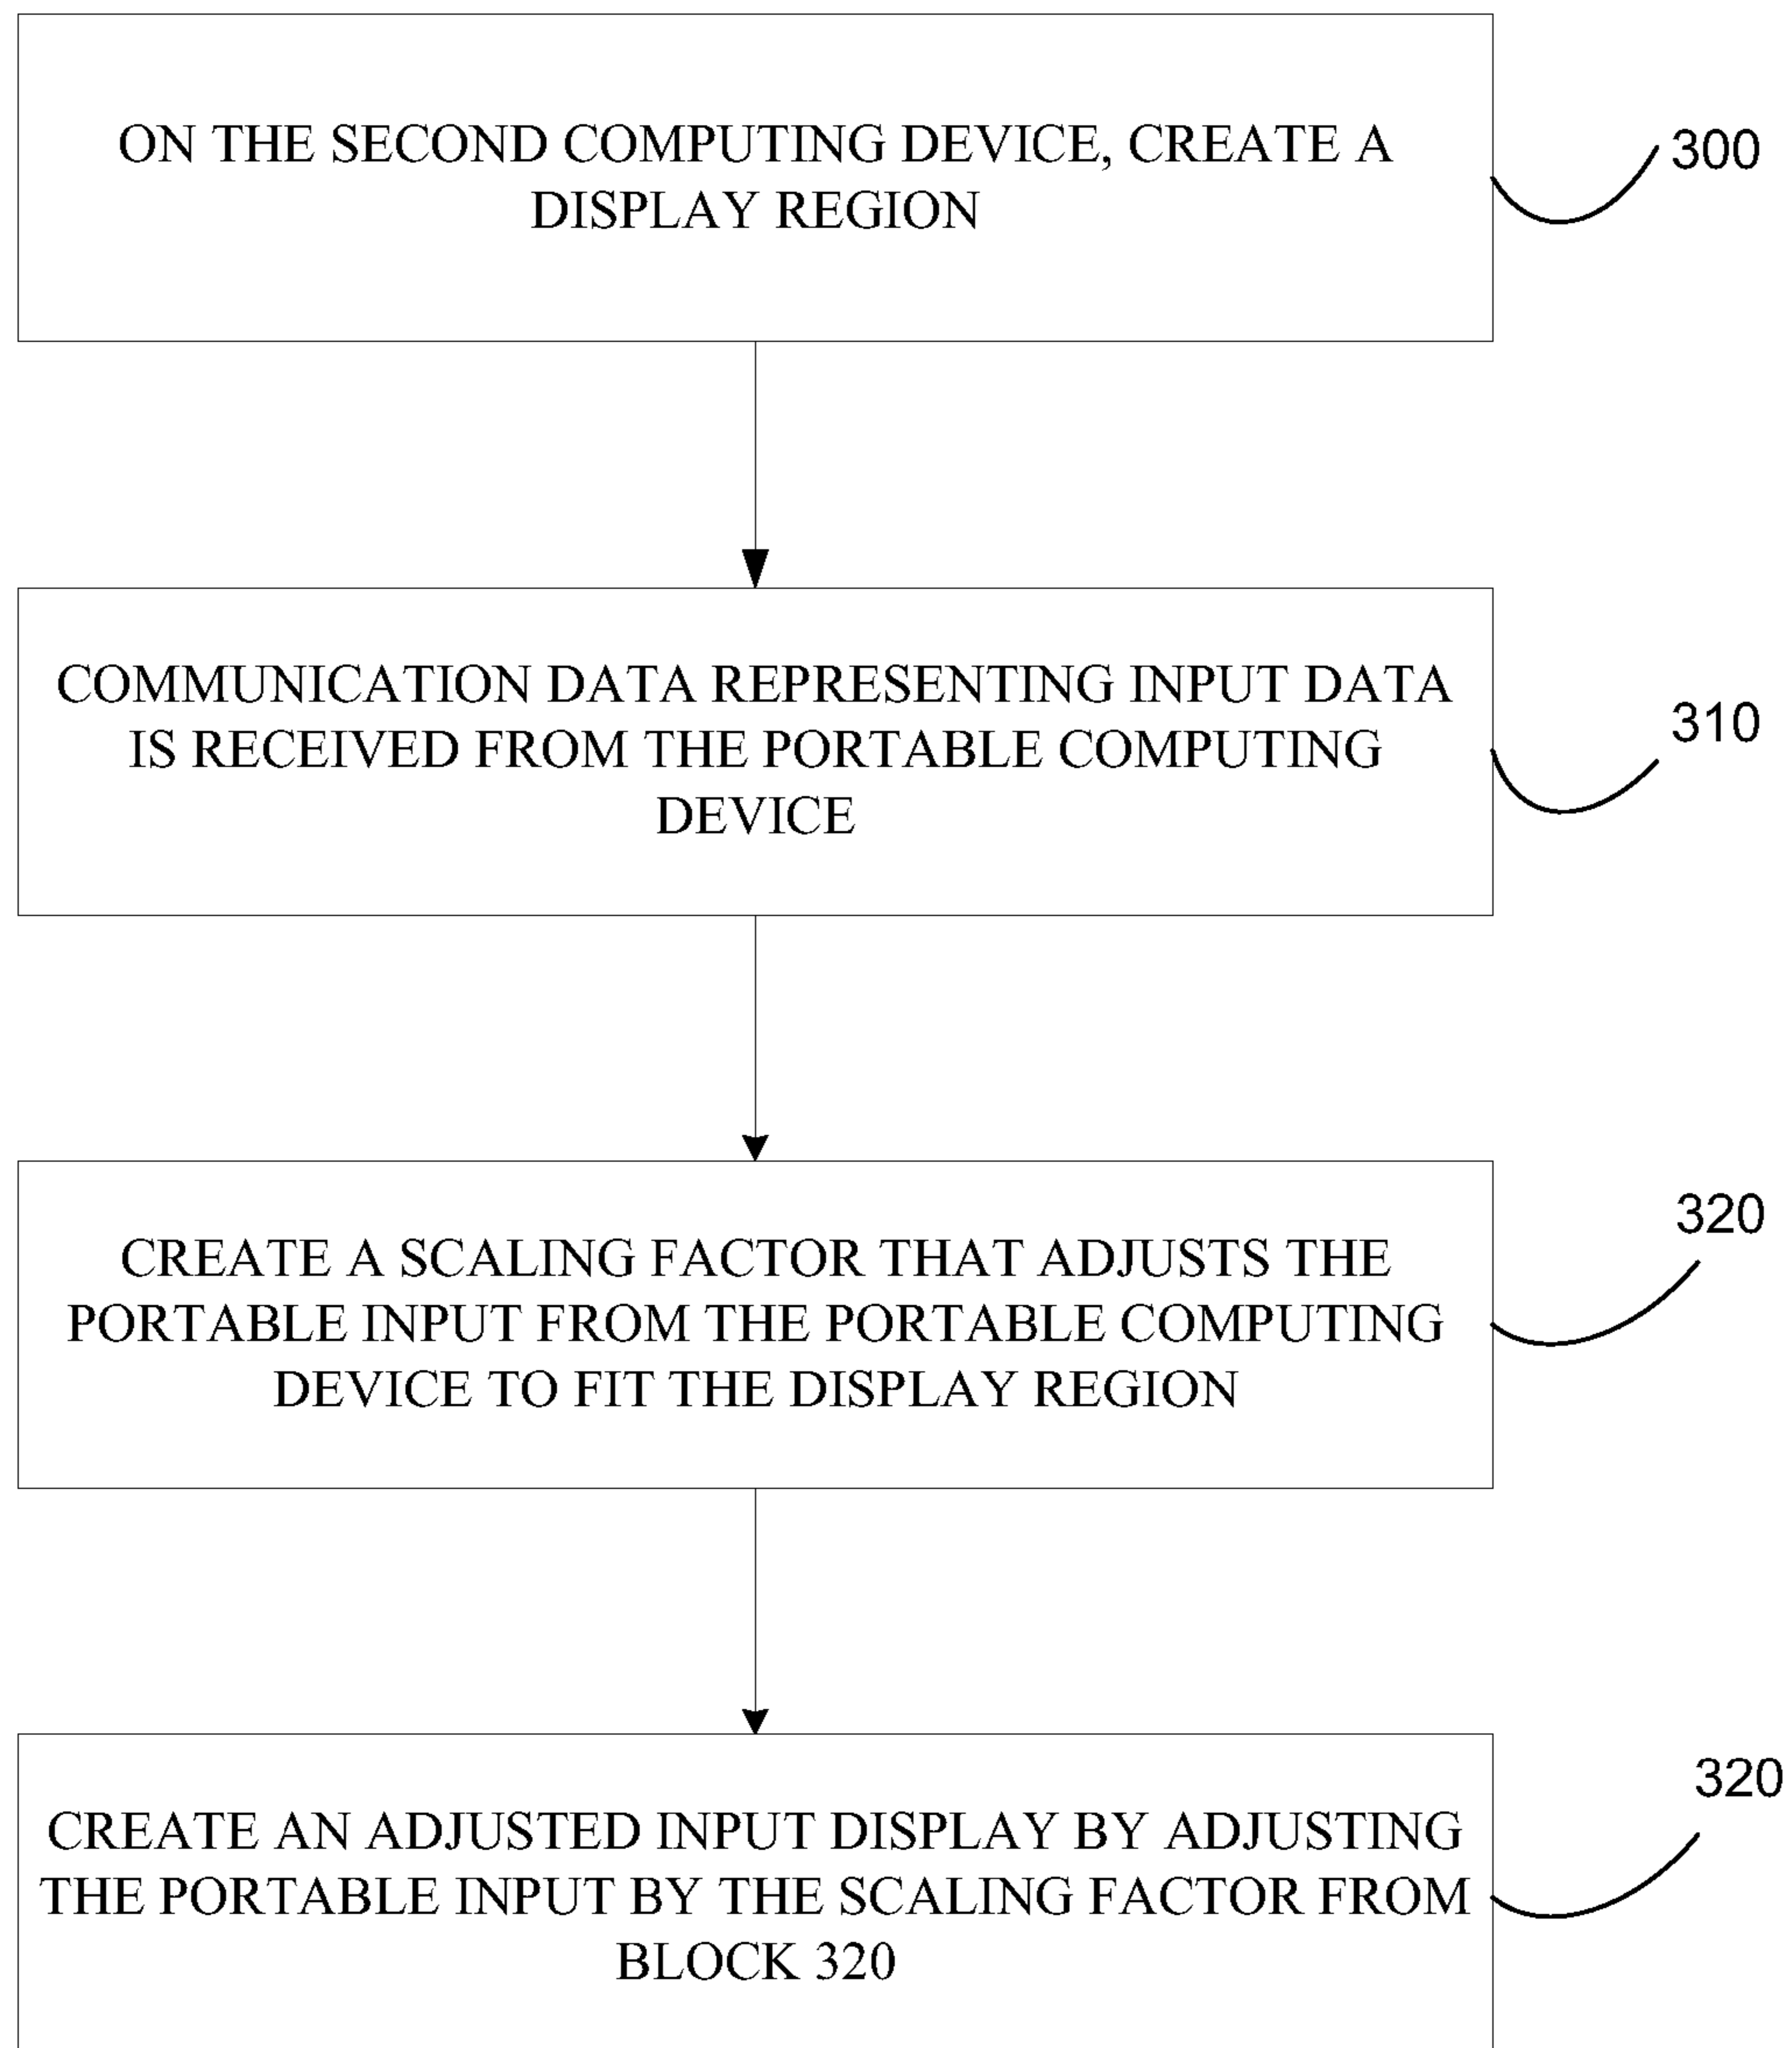 ON THE SECOND COMPUTING DEVICE, CREATE A
DISPLAY REGION
300
COMMUNICATION DATA REPRESENTING INPUT DATA
IS RECEIVED FROM THE PORTABLE COMPUTING
DEVICE
310
CREATE A SCALING FACTOR THAT ADJUSTS THE
PORTABLE INPUT FROM THE PORTABLE COMPUTING
DEVICE TO FIT THE DISPLAY REGION
320
CREATE AN ADJUSTED INPUT DISPLAY BY ADJUSTING
THE PORTABLE INPUT BY THE SCALING FACTOR FROM
BLOCK 320
320